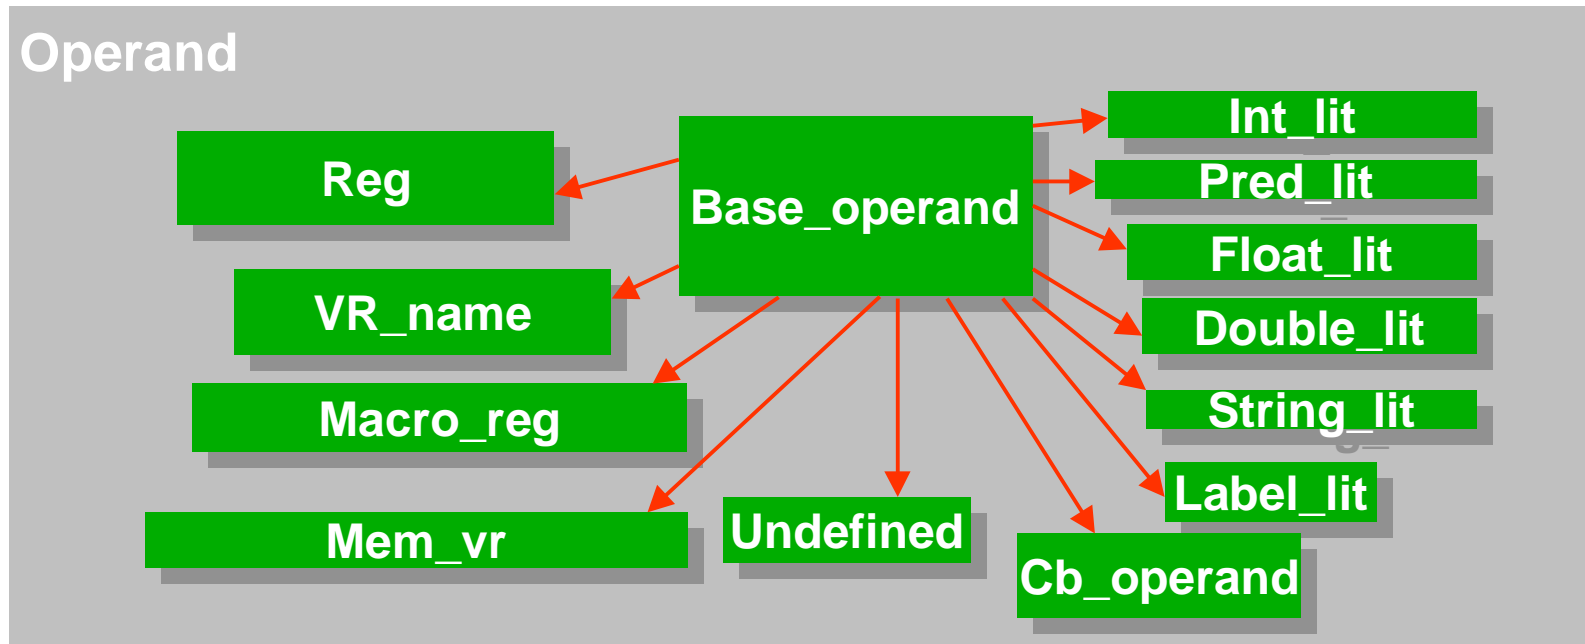 Operand
Int_lit
Reg
Pred_lit
Base_operand
Float_lit
VR_name
Double_lit
Macro_reg
String_lit
Label_lit
Mem_vr
Undefined
Cb_operand